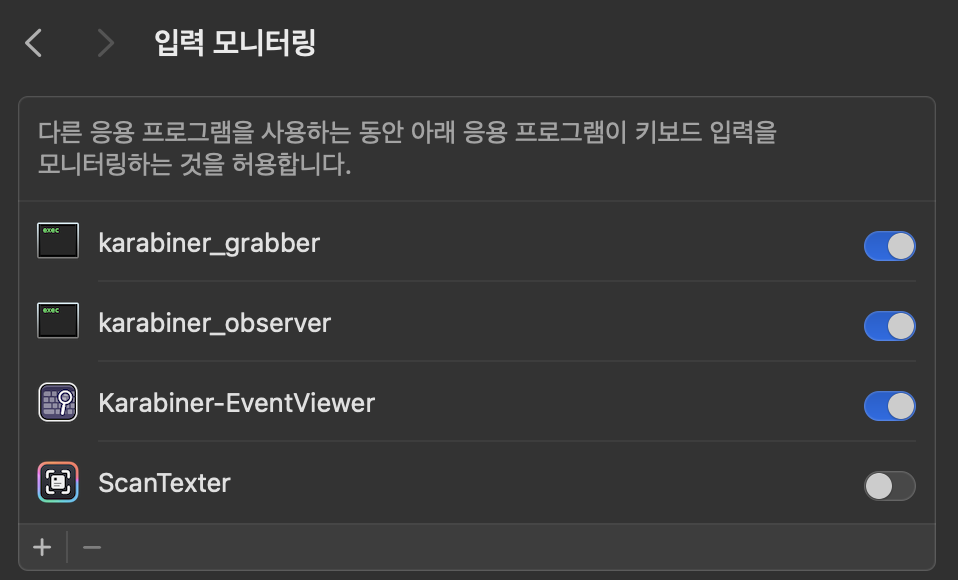 입력 모니터링
다른 응용 프로그램을 사용하는 동안 아래 응용 프로그램이 키보드 입력을
모니터링하는 것을 허용합니다.
exec
karabiner_grabber
exec
karabiner_observer
Karabiner-EventViewer
ScanTexter